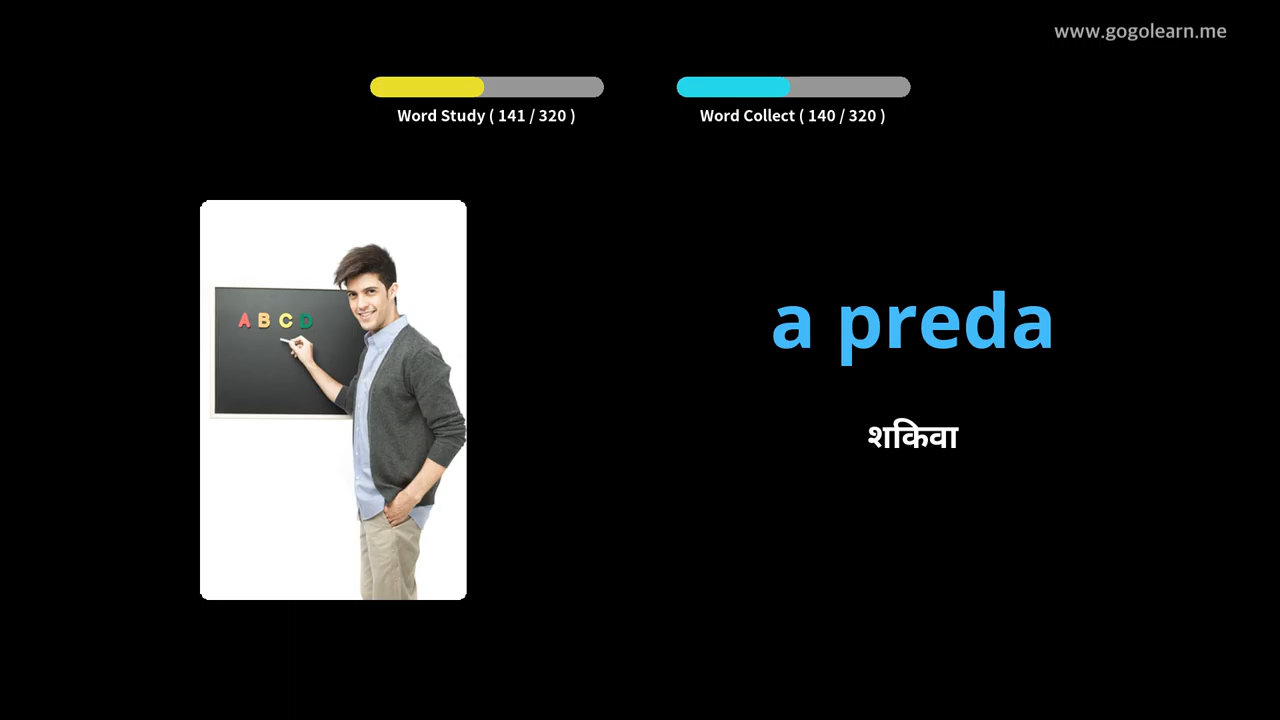 www.gogolearn.me
Word Study ( 141 / 320 )
Word Collect ( 140 / 320 )
A B C D
a preda
शकिवा